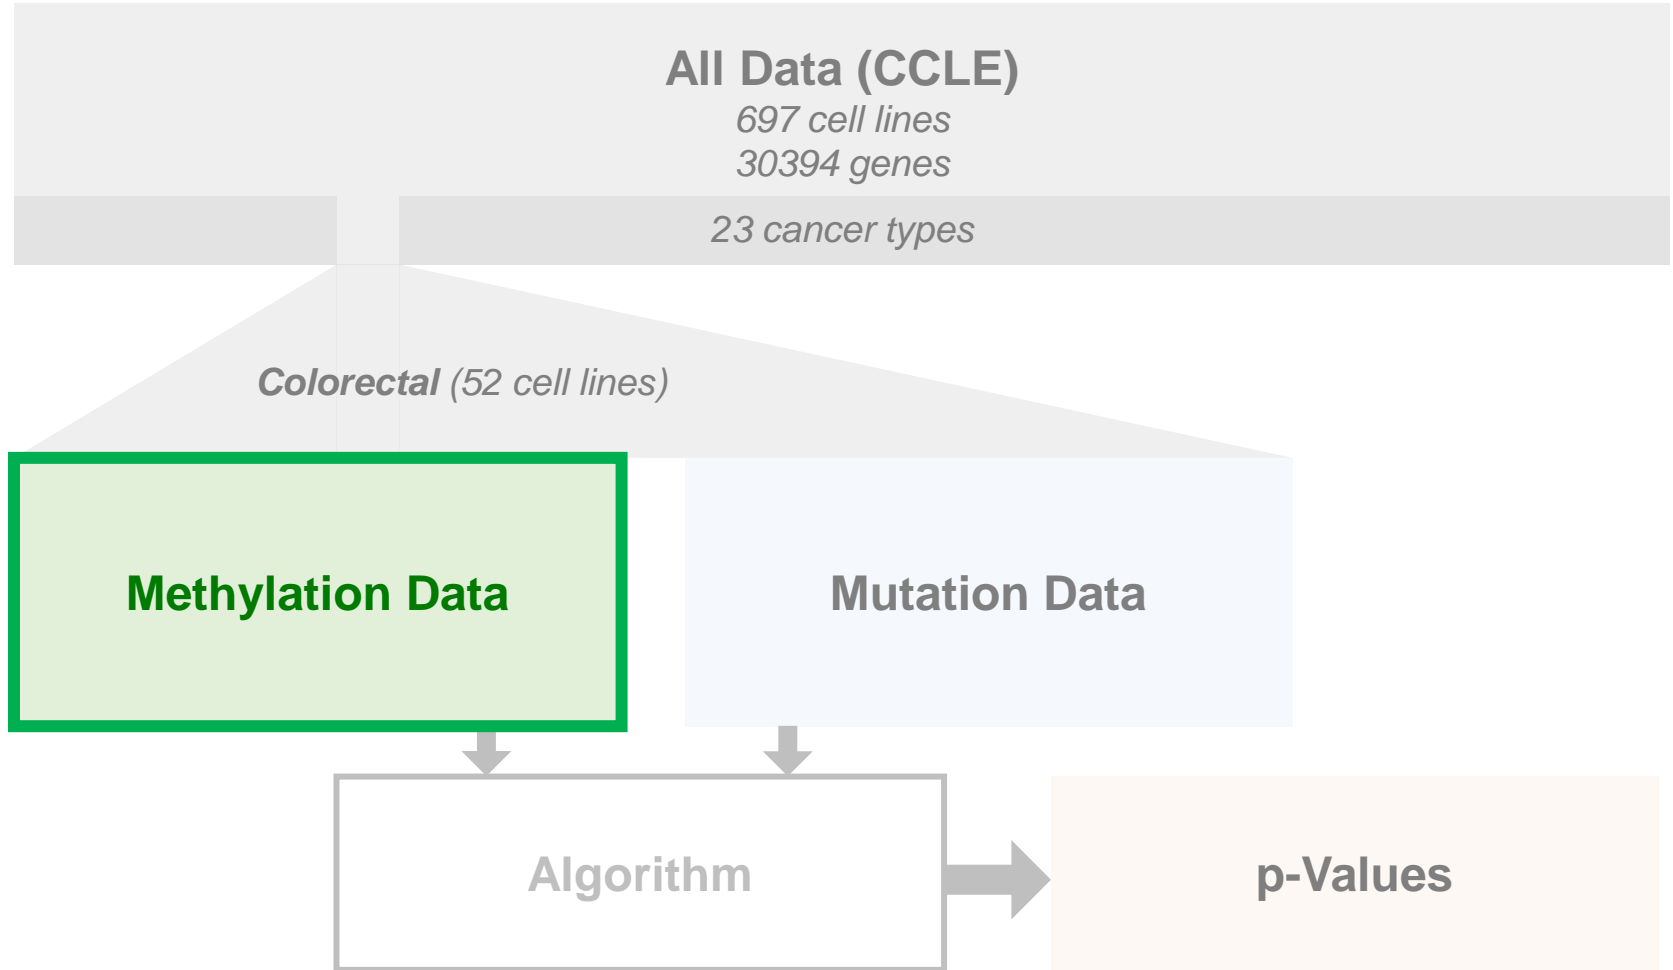 All Data (CCLE)
697 cell lines
30394 genes
23 cancer types
Colorectal (52 cell lines)
Methylation Data
Mutation Data
Algorithm
p-Values